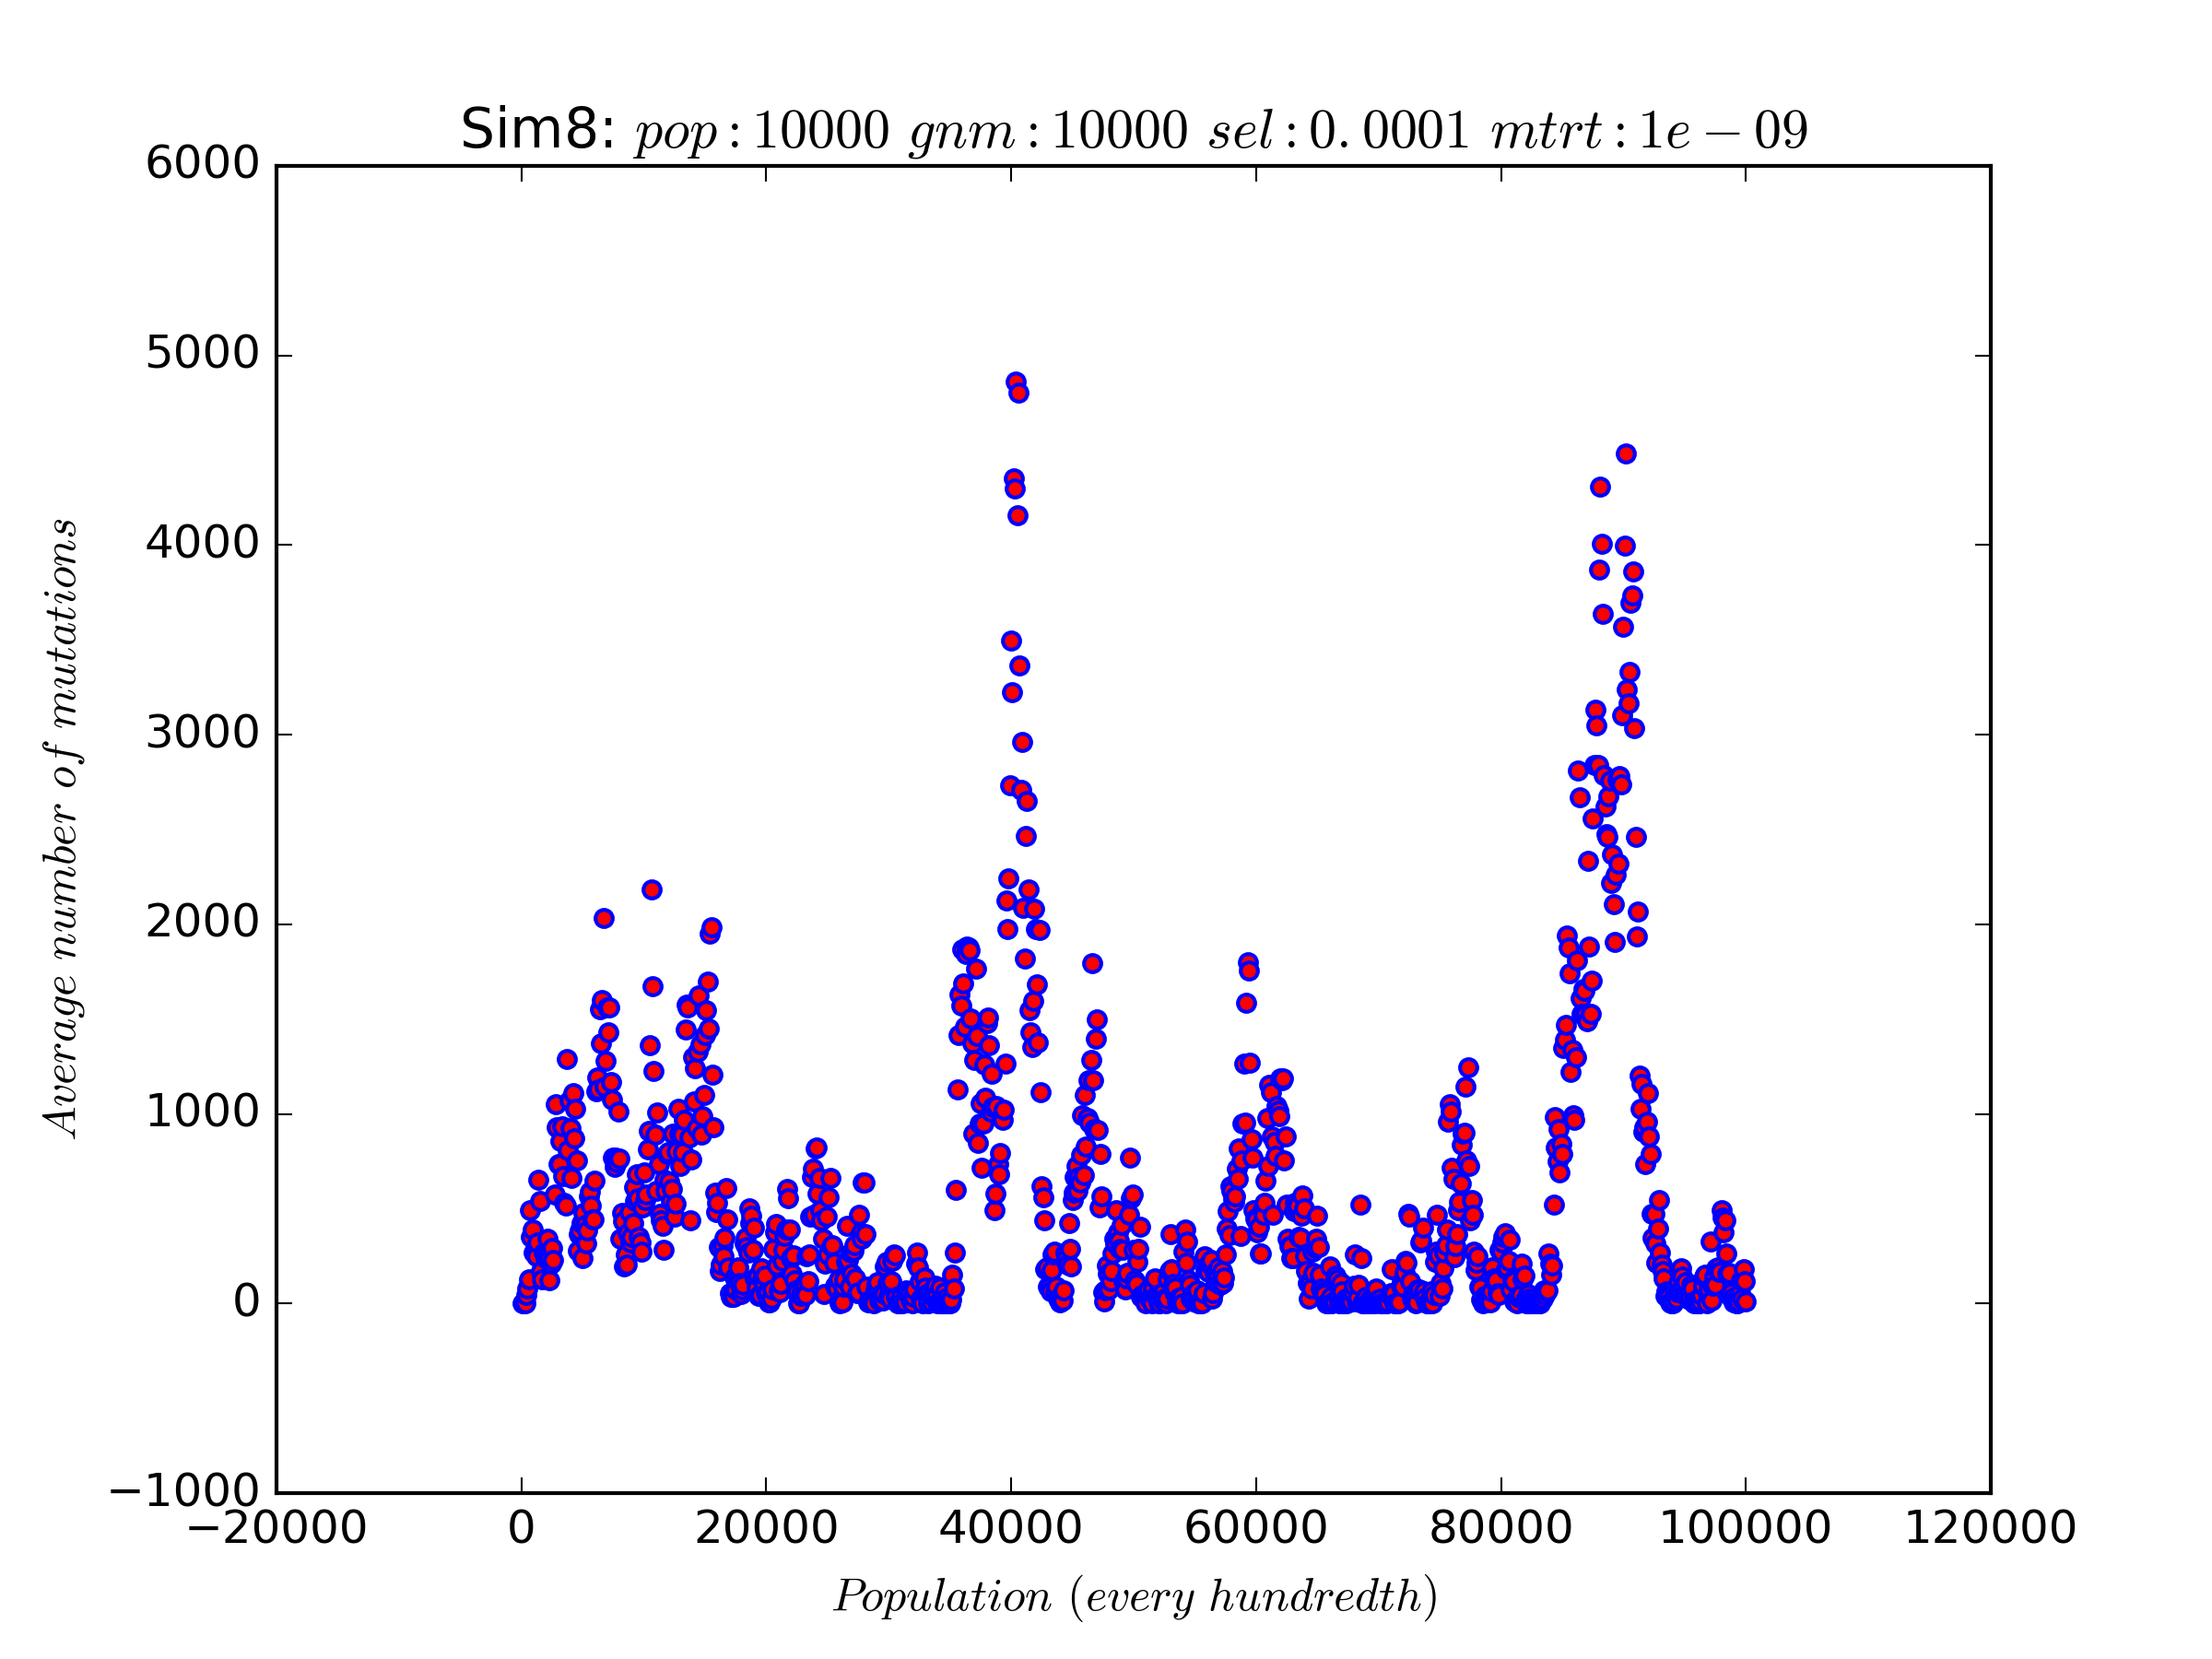 Sim8: pop : 10000 gnm : 10000 sel : 0.0001 mtrt : 1e − 09
6000
5000
4000
3000
2000
1000
0
−1000
Average number of mutations
−20000 0 20000 40000 60000 80000 100000 120000
Population (every hundredth)